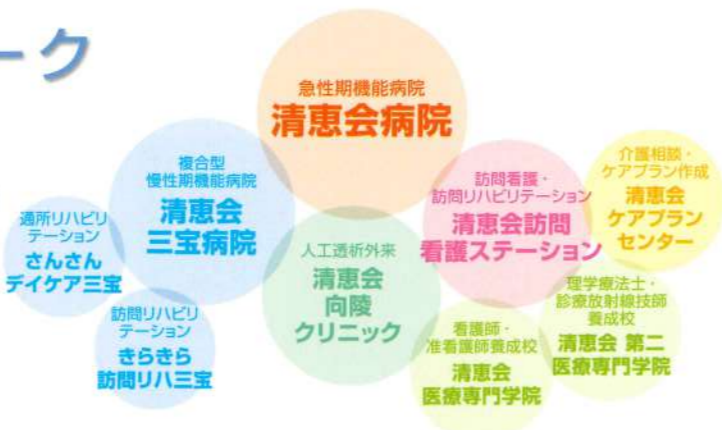 ーク
急性期機能病院
清恵会病院
複合型
慢性期機能病院
清恵会
三宝病院
通所リハビリ
テーション
さんさん
デイケア三宝
訪問リハビリ
テーション
きらきら
訪問リハ三宝
人工透析外来
清恵会
向陵
クリニック
訪問看護・
訪問リハビリテーション
清恵会訪問
看護ステーション
介護相談・
ケアプラン作成
清恵会
ケアプラン
センター
看護師・
准看護師養成校
清恵会
医療専門学院
理学療法士・
診療放射線技師
養成校
清恵会 第二
医療専門学院